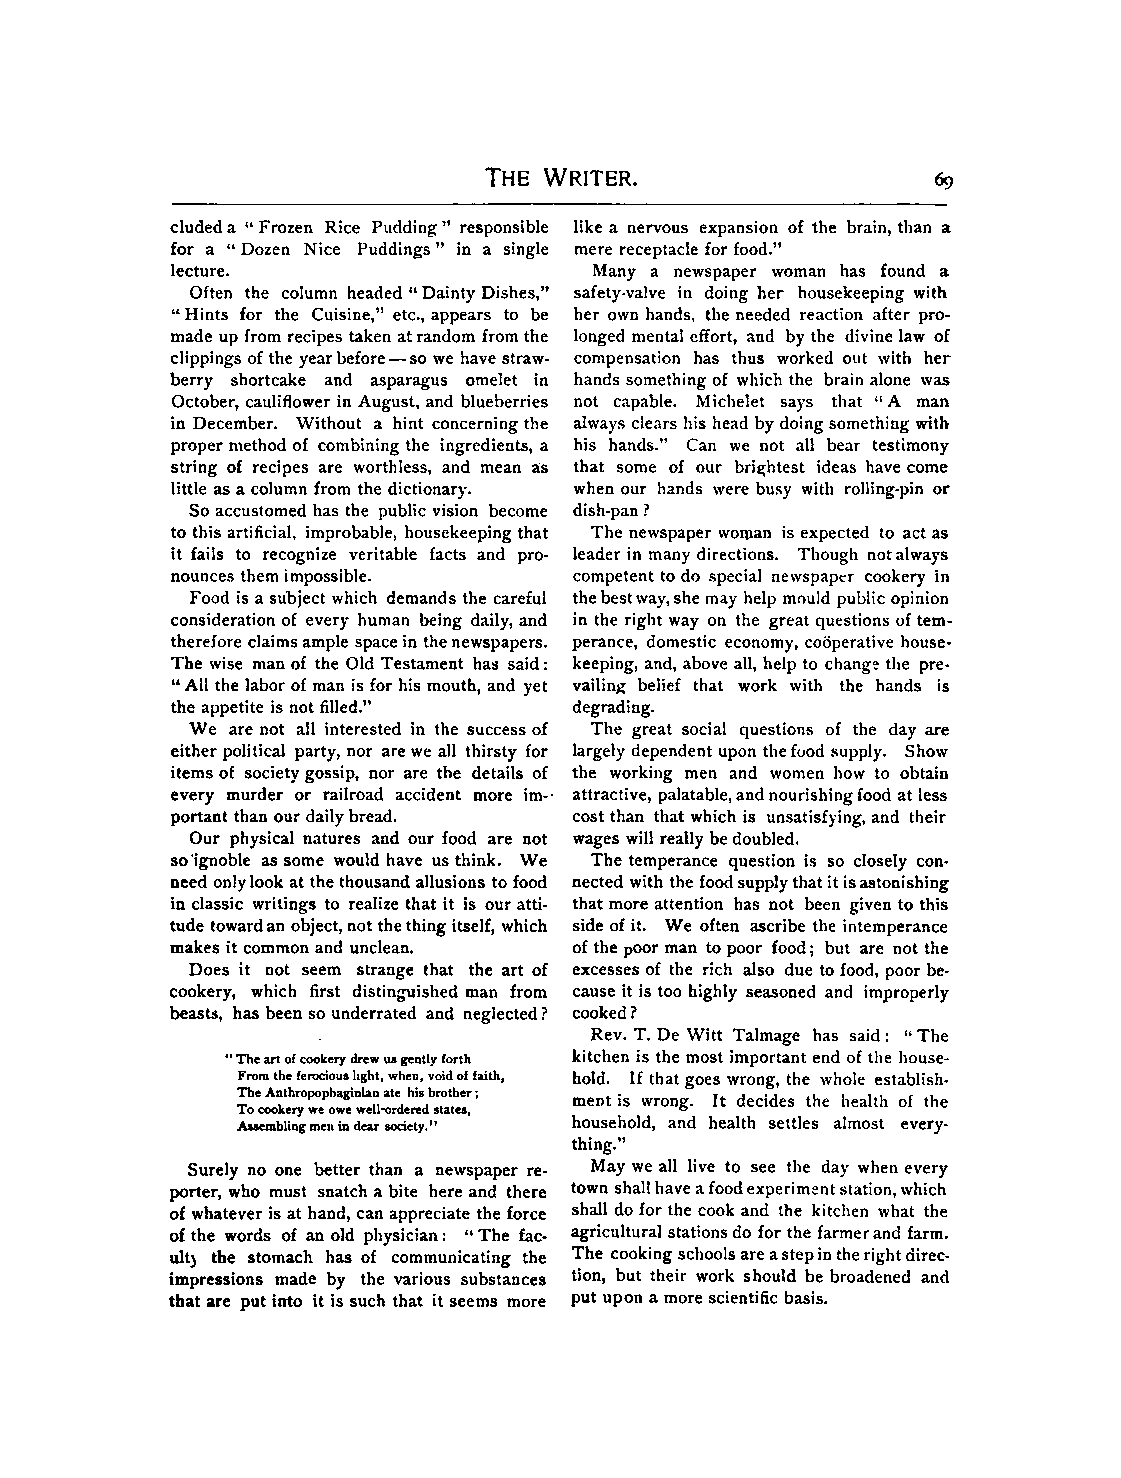 THE WRITER.
69
cluded a “Frozen Rice Pudding” responsible
for a “Dozen Nice Puddings” in a single
lecture.
Often the column headed “Dainty Dishes,”
“Hints for the Cuisine,” etc., appears to be
made up from recipes taken at random from the
clippings of the year before — so we have straw-
berry shortcake and asparagus omelet in
October, cauliflower in August, and blueberries
in December. Without a hint concerning the
proper method of combining the ingredients, a
string of recipes are worthless, and mean as
little as a column from the dictionary.
So accustomed has the public vision become
to this artificial, improbable, housekeeping that
it fails to recognize veritable facts and pro-
nounces them impossible.
Food is a subject which demands the careful
consideration of every human being daily, and
therefore claims ample space in the newspapers.
The wise man of the Old Testament has said:
“All the labor of man is for his mouth, and yet
the appetite is not filled.”
We are not all interested in the success of
either political party, nor are we all thirsty for
items of society gossip, nor are the details of
every murder or railroad accident more im-
portant than our daily bread.
Our physical natures and our food are not
so ignoble as some would have us think. We
need only look at the thousand allusions to food
in classic writings to realize that it is our atti-
tude toward an object, not the thing itself, which
makes it common and unclean.
Does it not seem strange that the art of
cookery, which first distinguished man from
beasts, has been so underrated and neglected?
“The art of cookery drew us gently forth
From the ferocious light, when, void of faith,
The Anthropophaginian ate his brother;
To cookery we owe well-ordered states,
Assembling men in dear society.”
Surely no one better than a newspaper re-
porter, who must snatch a bite here and there
of whatever is at hand, can appreciate the force
of the words of an old physician: “The fac-
ulty the stomach has of communicating the
impressions made by the various substances
that are put into it is such that it seems more
like a nervous expansion of the brain, than a
mere receptacle for food.”
Many a newspaper woman has found a
safety-valve in doing her housekeeping with
her own hands, the needed reaction after pro-
longed mental effort, and by the divine law of
compensation has thus worked out with her
hands something of which the brain alone was
not capable. Michelet says that “A man
always clears his head by doing something with
his hands.” Can we not all bear testimony
that some of our brightest ideas have come
when our hands were busy with rolling-pin or
dish-pan?
The newspaper woman is expected to act as
leader in many directions. Though not always
competent to do special newspaper cookery in
the best way, she may help mould public opinion
in the right way on the great questions of tem-
perance, domestic economy, coöperative house-
keeping, and, above all, help to change the pre-
vailing belief that work with the hands is
degrading.
The great social questions of the day are
largely dependent upon the food supply. Show
the working men and women how to obtain
attractive, palatable, and nourishing food at less
cost than that which is unsatisfying, and their
wages will really be doubled.
The temperance question is so closely con-
nected with the food supply that it is astonishing
that more attention has not been given to this
side of it. We often ascribe the intemperance
of the poor man to poor food; but are not the
excesses of the rich also due to food, poor be-
cause it is too highly seasoned and improperly
cooked?
Rev. T. De Witt Talmage has said: “The
kitchen is the most important end of the house-
hold. If that goes wrong, the whole establish-
ment is wrong. It decides the health of the
household, and health settles almost every-
thing.”
May we all live to see the day when every
town shall have a food experiment station, which
shall do for the cook and the kitchen what the
agricultural stations do for the farmer and farm.
The cooking schools are a step in the right direc-
tion, but their work should be broadened and
put upon a more scientific basis.